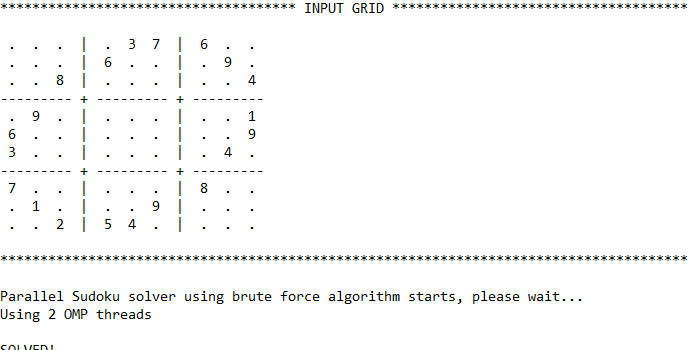 ************************************* INPUT GRID *************************************
. . . | . 3 7 | 6 . .
. . . | 6 . . | . 9 .
. . 8 | . . . | . . 4
--------- + --------- + ---------
. 9 . | . . . | . . 1
6 . . | . . . | . . 9
3 . . | . . . | . 4 .
--------- + --------- + ---------
7 . . | . . . | 8 . .
. 1 . | . . 9 | . . .
. . 2 | 5 4 . | . . .
**************************************************************************************
Parallel Sudoku solver using brute force algorithm starts, please wait...
Using 2 OMP threads
SOLVED!